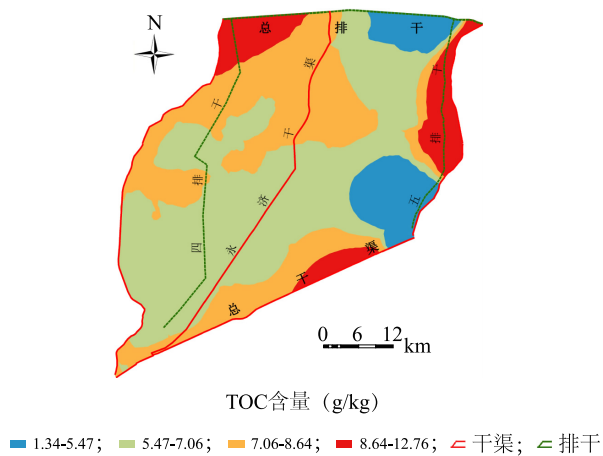 N
总排干
干渠
干
排
四
永济
干
排
五
总干渠
0 6 12
km
TOC含量（g/kg）
1.34-5.47； 5.47-7.06； 7.06-8.64； 8.64-12.76； 干渠； 排干